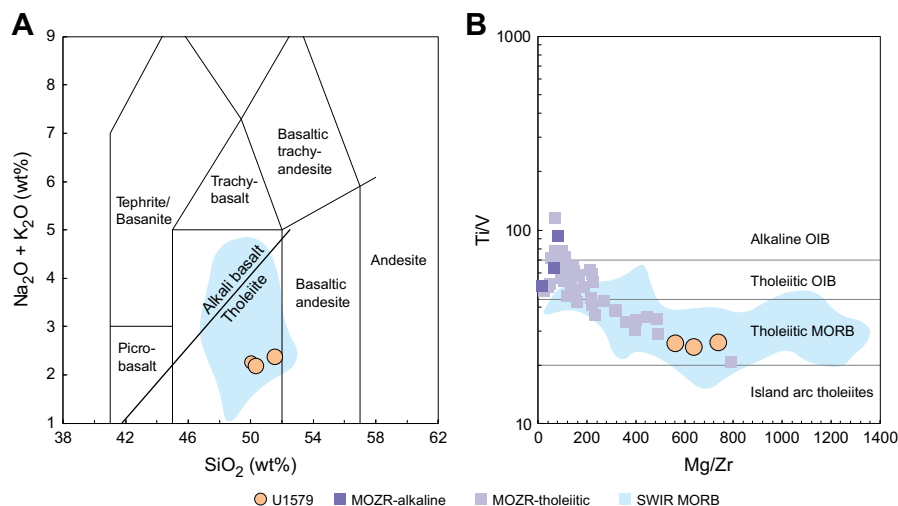 A
9
8
7
6
5
4
3
2
1
Na₂O + K₂O (wt%)
38
42
46
50
54
58
62
SiO₂ (wt%)
Tephrite/
Basanite
Picro-
basalt
Trachy-
basalt
Basaltic
trachy-
andesite
Alkali basalt
Tholeiite
Basaltic
andesite
Andesite
B
1000
100
10
Ti/V
0
200
400
600
800
1000
1200
1400
Mg/Zr
Alkaline OIB
Tholeiitic OIB
Tholeiitic MORB
Island arc tholeiites
U1579
MOZR-alkaline
MOZR-tholeiitic
SWIR MORB